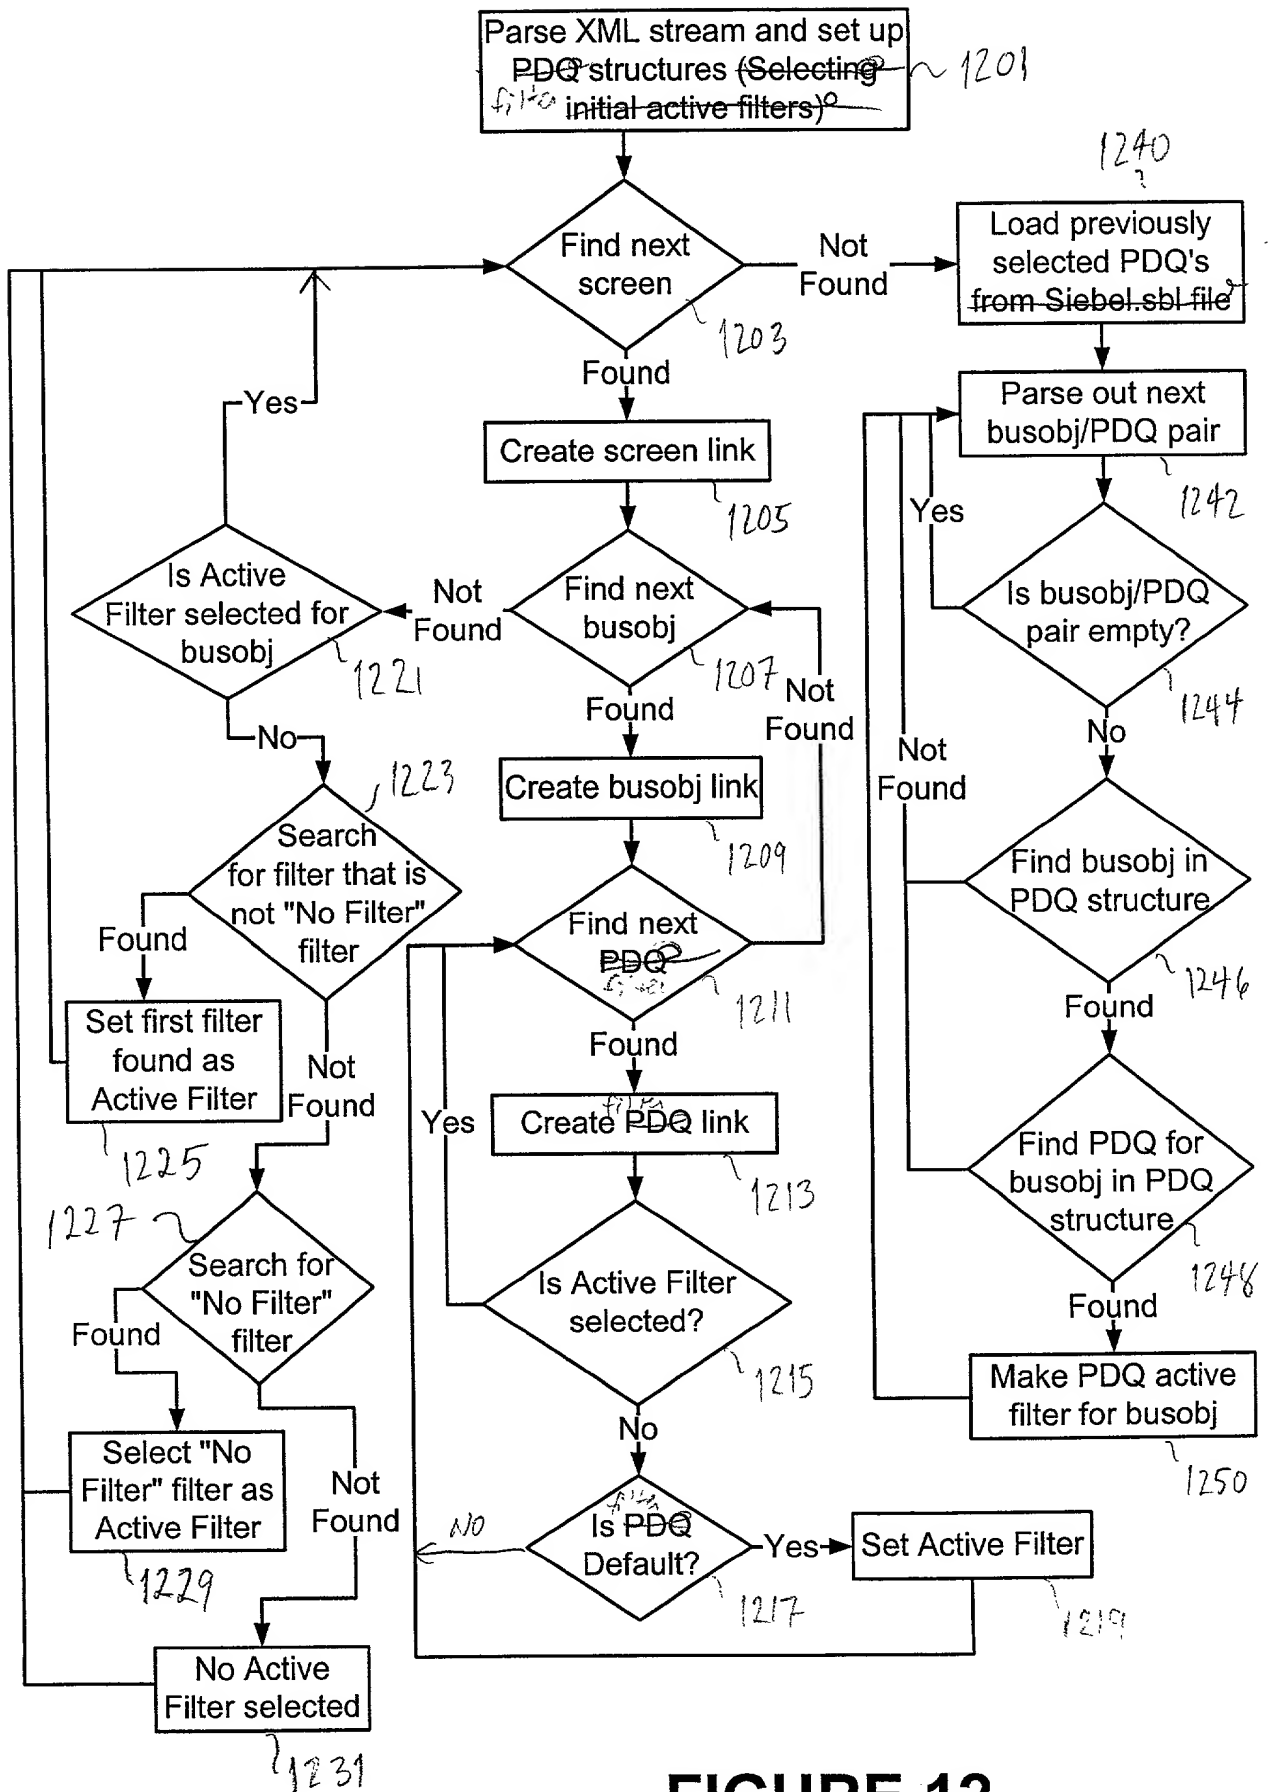 Parse XML stream and set up
PDQ structures (Selecting
filter
initial active filters)
1201
1240
Load previously
selected PDQ's
from Siebel.sbl file
Find next
screen
1203
Not
Found
Found
Create screen link
1205
Yes
Parse out next
busobj/PDQ pair
1242
Yes
Is busobj/PDQ
pair empty?
1244
No
Is Active
Filter selected for
busobj
1221
Not
Found
Find next
busobj
1207
Not
Found
Found
No
Create busobj link
1209
Not
Found
1223
Search
for filter that is
not "No Filter"
filter
Found
Find next
PDQ
filter
1211
Find busobj in
PDQ structure
1246
Found
Set first filter
found as
Active Filter
1225
Not
Found
Found
Yes
filter
Create PDQ link
1213
Find PDQ for
busobj in PDQ
structure
1248
Found
1227
Search for
"No Filter"
filter
Found
Is Active Filter
selected?
1215
No
Make PDQ active
filter for busobj
1250
Select "No
Filter" filter as
Active Filter
1229
Not
Found
NO
filter
Is PDQ
Default?
1217
Yes
Set Active Filter
1219
No Active
Filter selected
1231
FIGURE 12